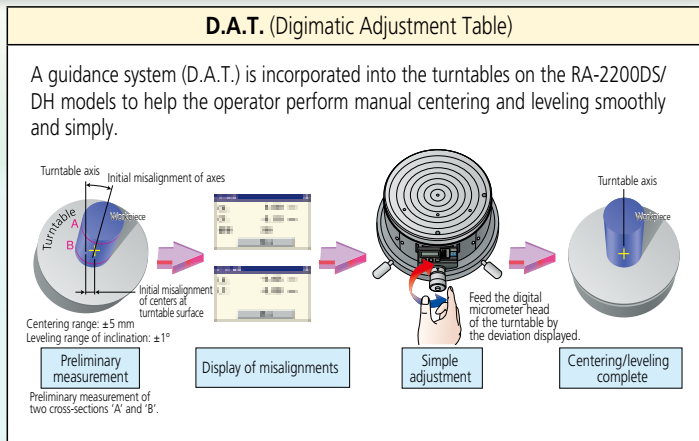 D.A.T. (Digimatic Adjustment Table)
A guidance system (D.A.T.) is incorporated into the turntables on the RA-2200DS/
DH models to help the operator perform manual centering and leveling smoothly
and simply.
Turntable axis
Initial misalignment of axes
Turntable
Workpiece
A
B
Initial misalignment
of centers at
turntable surface
Centering range: ±5 mm
Leveling range of inclination: ±1º
Preliminary
measurement
Preliminary measurement of
two cross-sections ‘A’ and ‘B’.
Display of misalignments
Feed the digital
micrometer head
of the turntable by
the deviation displayed.
Simple
adjustment
Turntable axis
Workpiece
Centering/leveling
complete